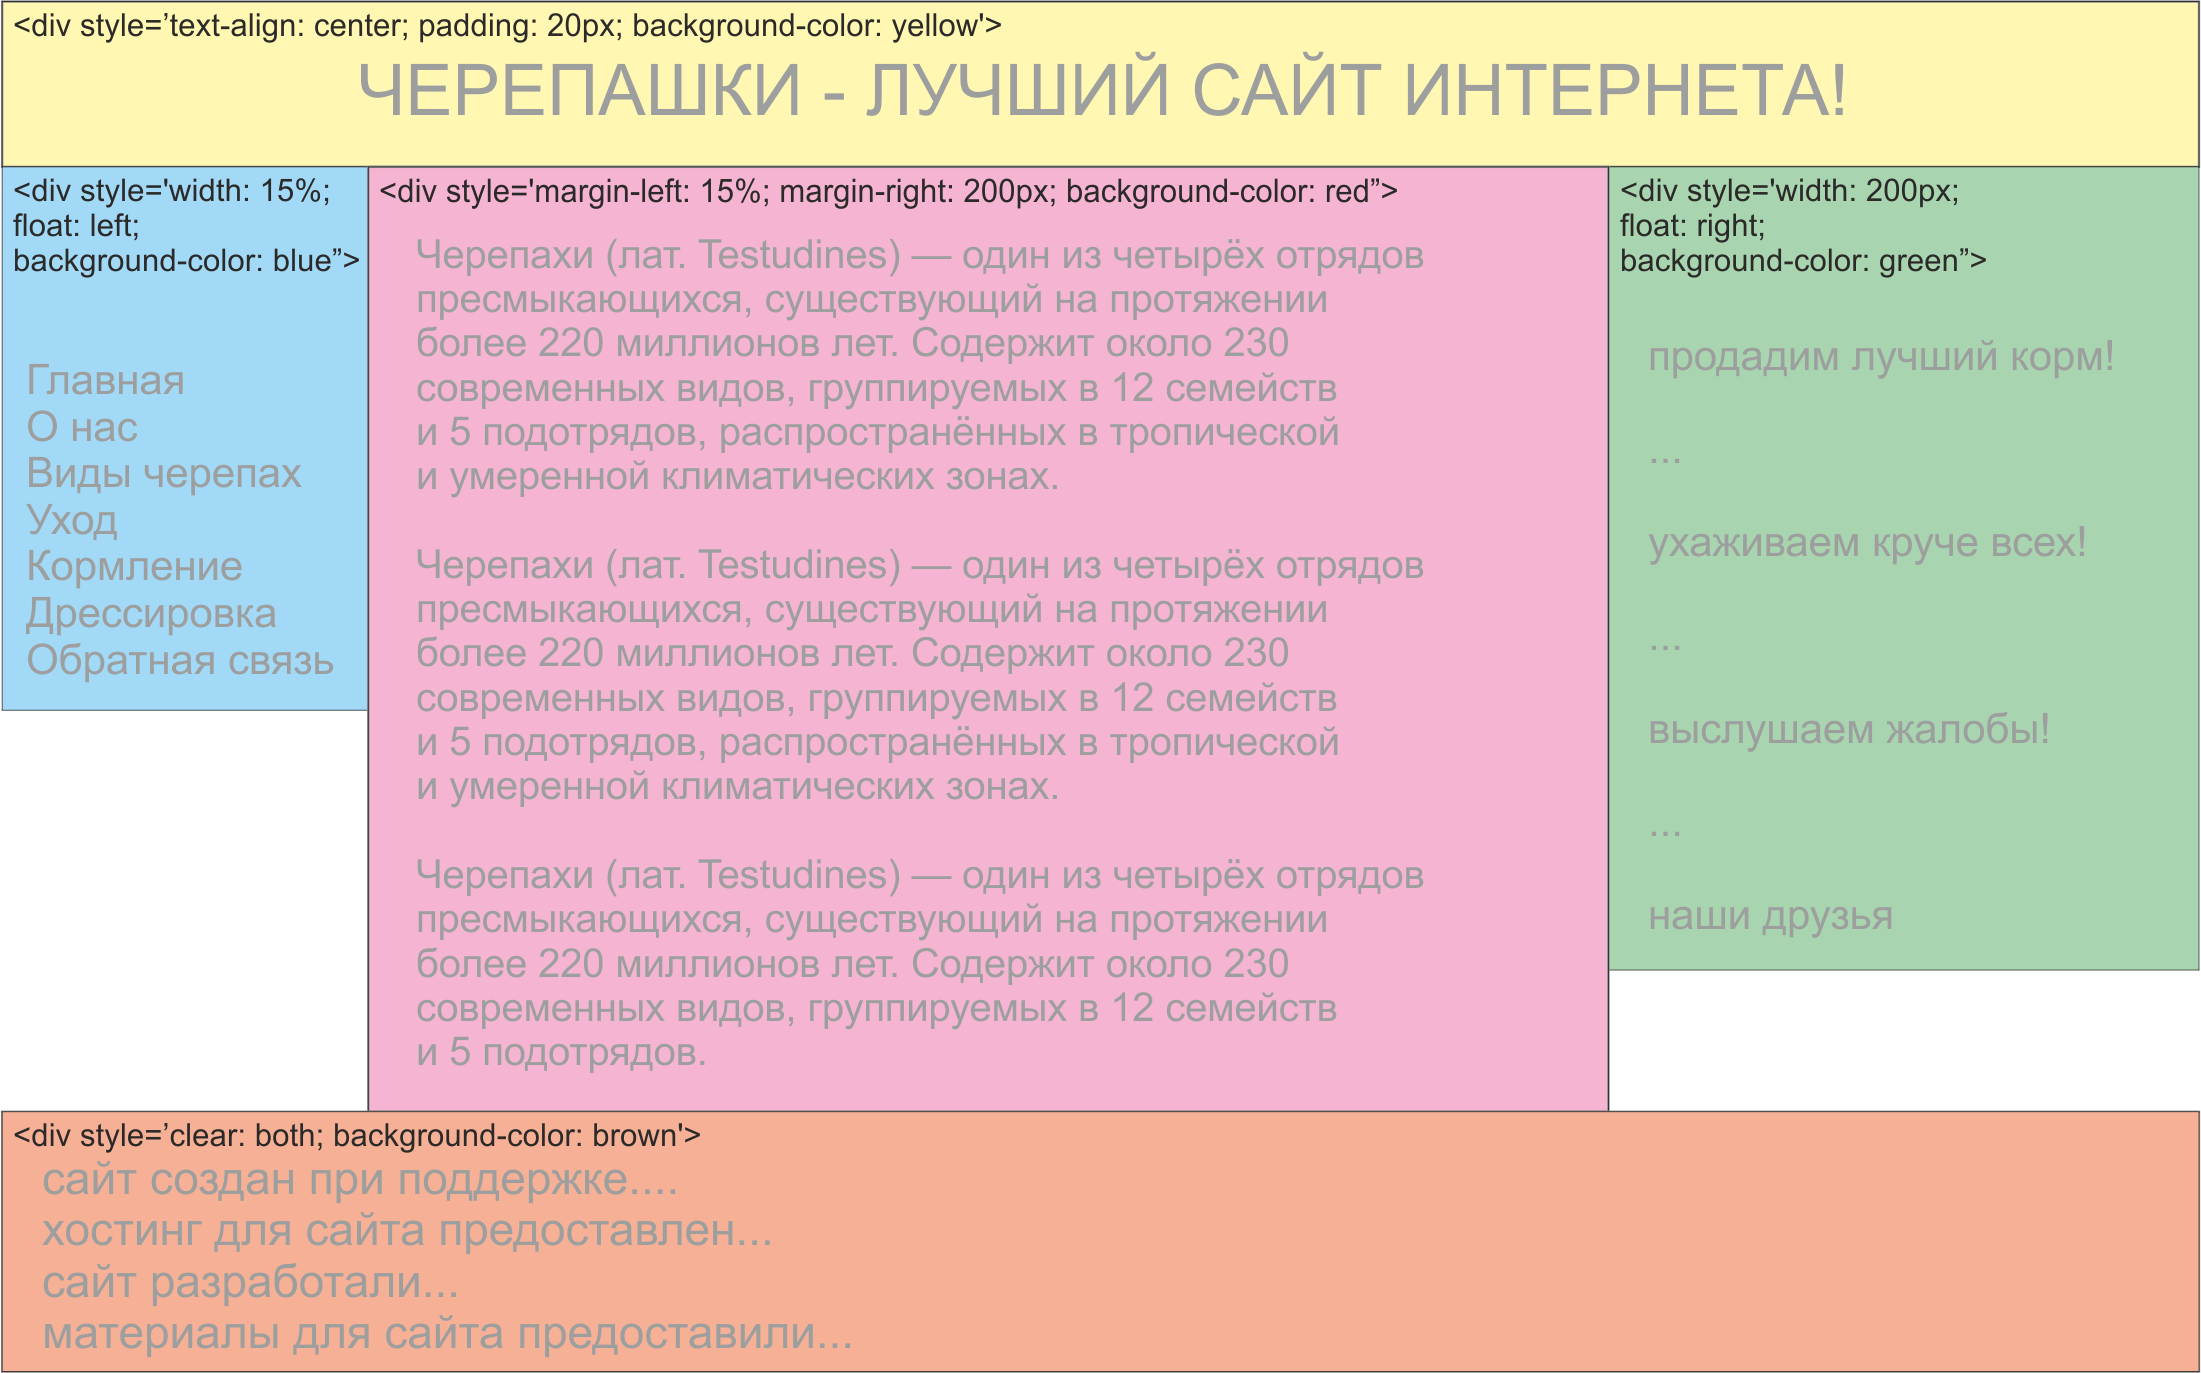 <div style=’text-align: center; padding: 20px; background-color: yellow'>
ЧЕРЕПАШКИ - ЛУЧШИЙ САЙТ ИНТЕРНЕТА!
<div style='width: 15%;
float: left;
background-color: blue”>
Главная
О нас
Виды черепах
Уход
Кормление
Дрессировка
Обратная связь
<div style='margin-left: 15%; margin-right: 200px; background-color: red”>
Черепахи (лат. Testudines) — один из четырёх отрядов
пресмыкающихся, существующий на протяжении
более 220 миллионов лет. Содержит около 230
современных видов, группируемых в 12 семейств
и 5 подотрядов, распространённых в тропической
и умеренной климатических зонах.
Черепахи (лат. Testudines) — один из четырёх отрядов
пресмыкающихся, существующий на протяжении
более 220 миллионов лет. Содержит около 230
современных видов, группируемых в 12 семейств
и 5 подотрядов, распространённых в тропической
и умеренной климатических зонах.
Черепахи (лат. Testudines) — один из четырёх отрядов
пресмыкающихся, существующий на протяжении
более 220 миллионов лет. Содержит около 230
современных видов, группируемых в 12 семейств
и 5 подотрядов.
<div style='width: 200px;
float: right;
background-color: green”>
продадим лучший корм!
...
ухаживаем круче всех!
...
выслушаем жалобы!
...
наши друзья
<div style=’clear: both; background-color: brown'>
сайт создан при поддержке....
хостинг для сайта предоставлен...
сайт разработали...
материалы для сайта предоставили...